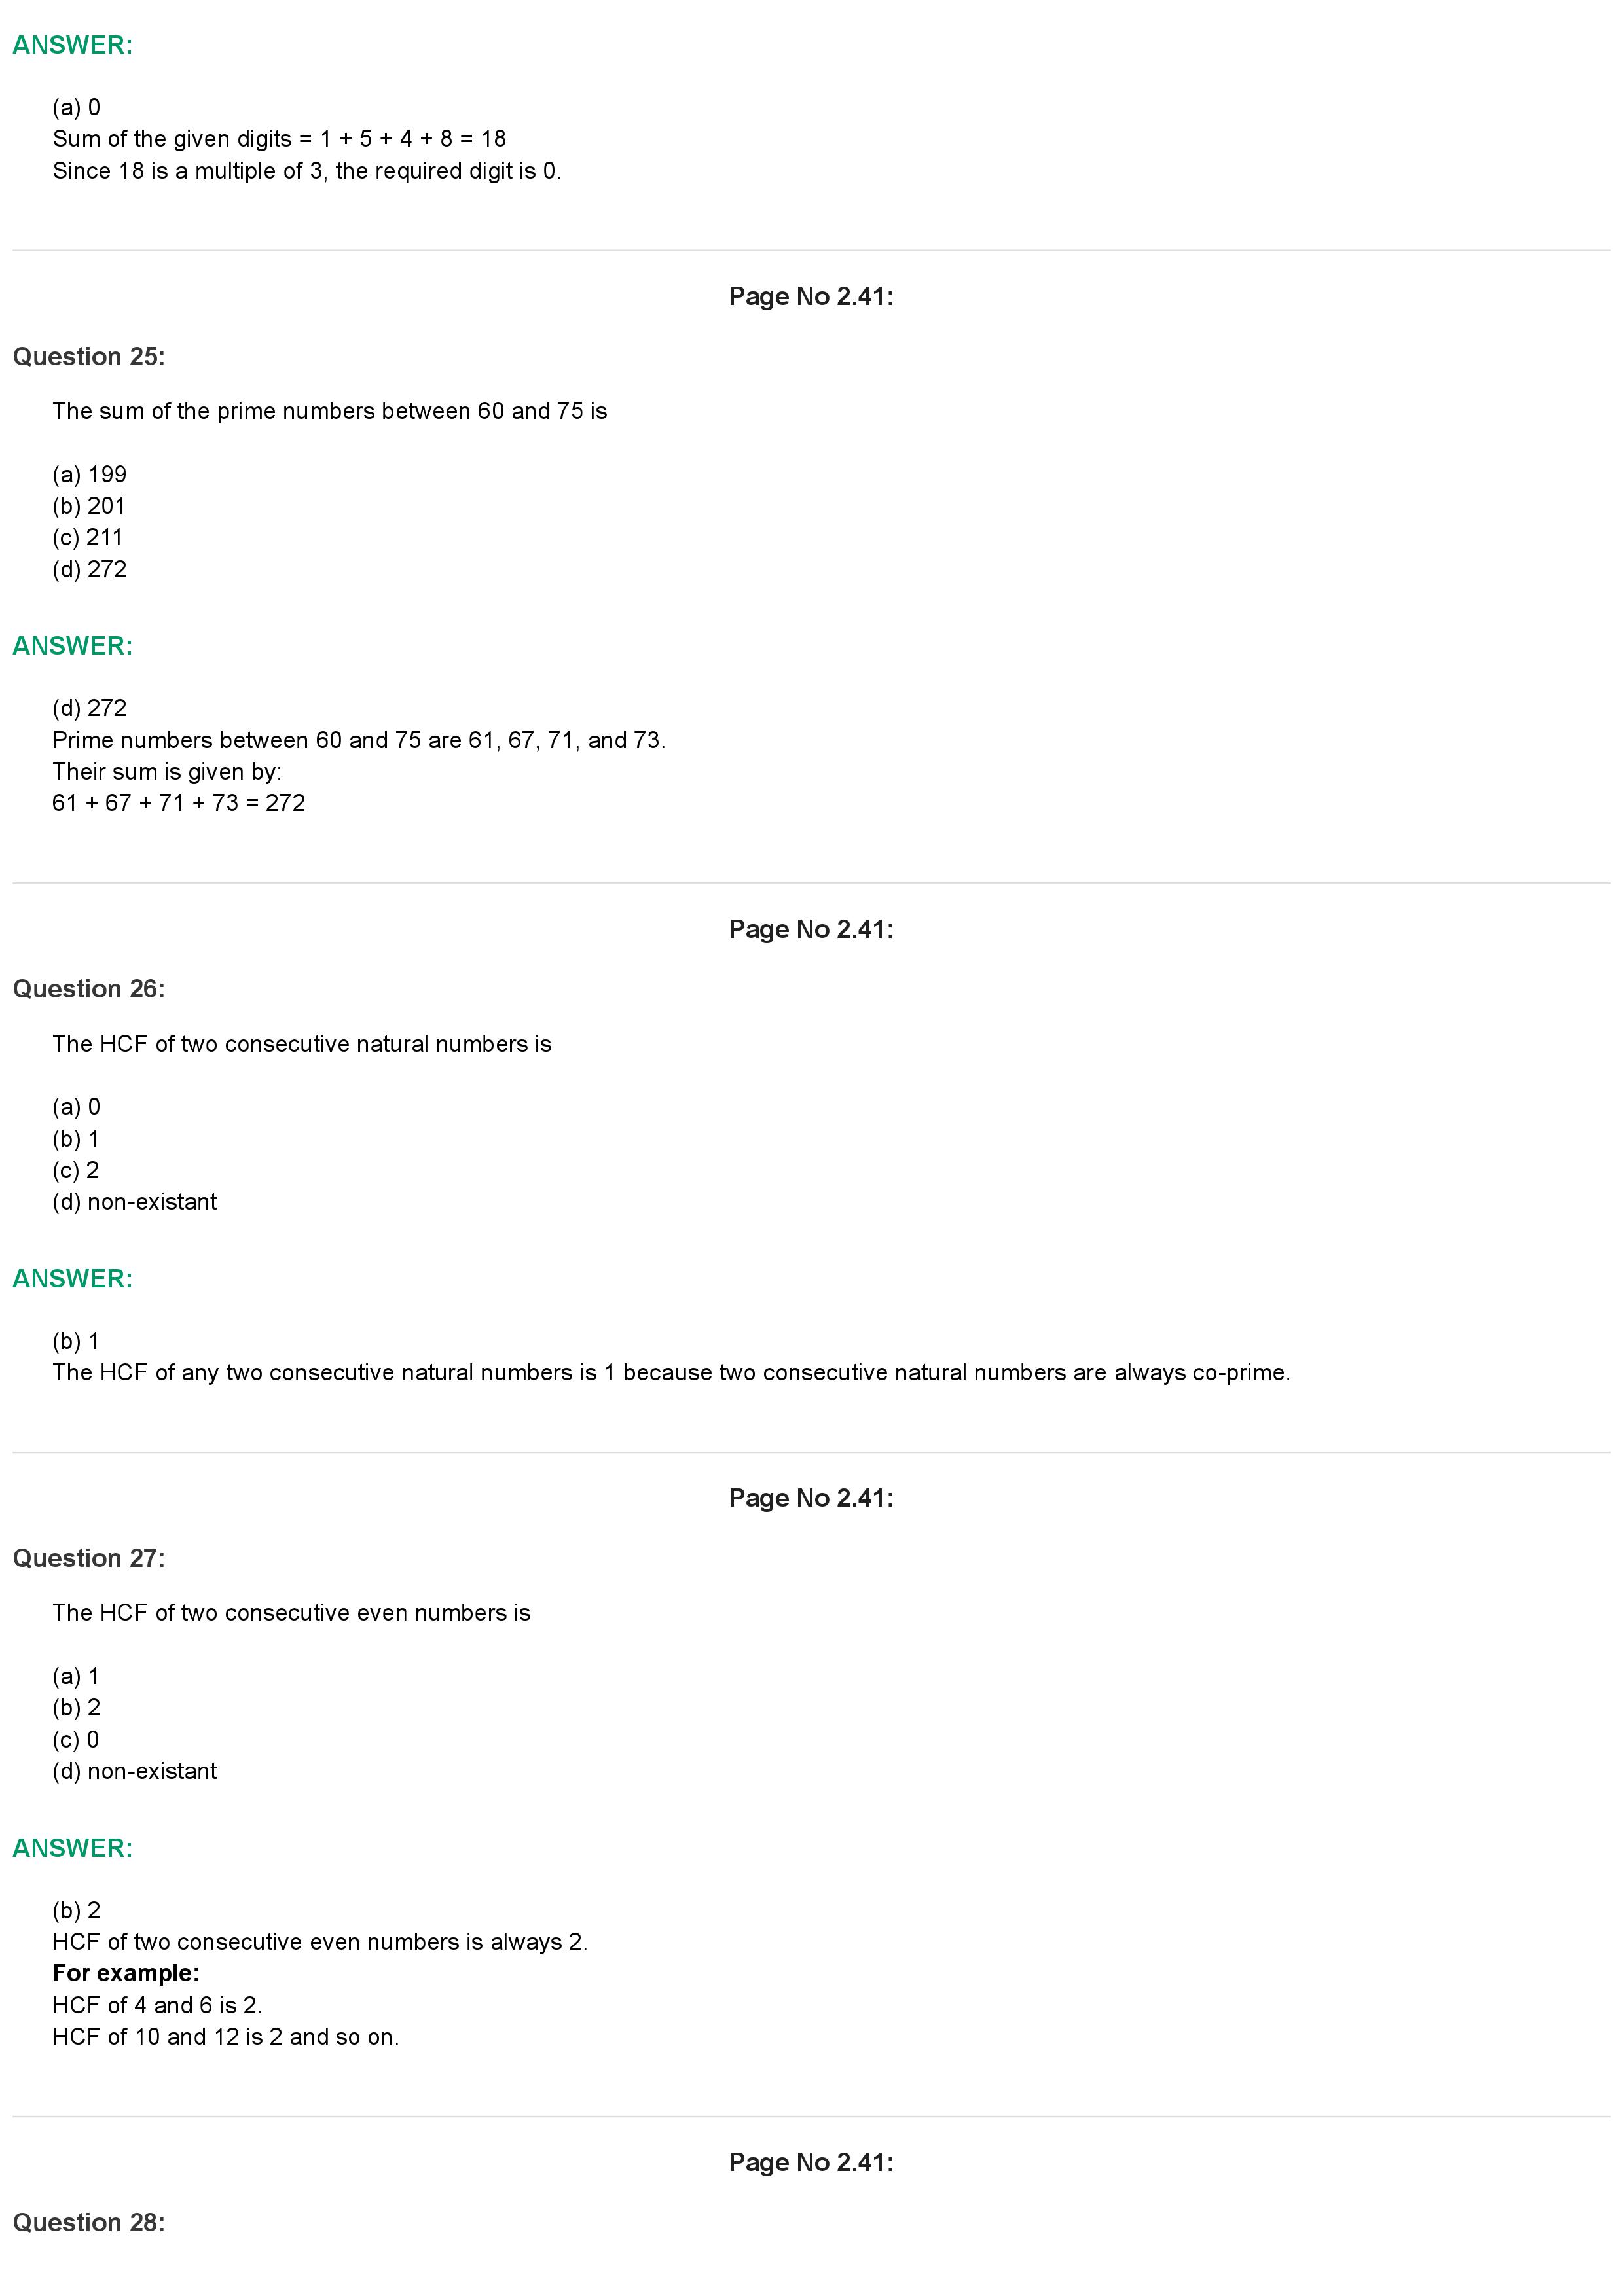 ANSWER:
(a) 0
Sum of the given digits = 1 + 5 + 4 + 8 = 18
Since 18 is a multiple of 3, the required digit is 0.
Page No 2.41:
Question 25:
The sum of the prime numbers between 60 and 75 is
(a) 199
(b) 201
(c) 211
(d) 272
ANSWER:
(d) 272
Prime numbers between 60 and 75 are 61, 67, 71, and 73.
Their sum is given by:
61 + 67 + 71 + 73 = 272
Page No 2.41:
Question 26:
The HCF of two consecutive natural numbers is
(a) 0
(b) 1
(c) 2
(d) non-existant
ANSWER:
(b) 1
The HCF of any two consecutive natural numbers is 1 because two consecutive natural numbers are always co-prime.
Page No 2.41:
Question 27:
The HCF of two consecutive even numbers is
(a) 1
(b) 2
(c) 0
(d) non-existant
ANSWER:
(b) 2
HCF of two consecutive even numbers is always 2.
For example:
HCF of 4 and 6 is 2.
HCF of 10 and 12 is 2 and so on.
Page No 2.41:
Question 28: